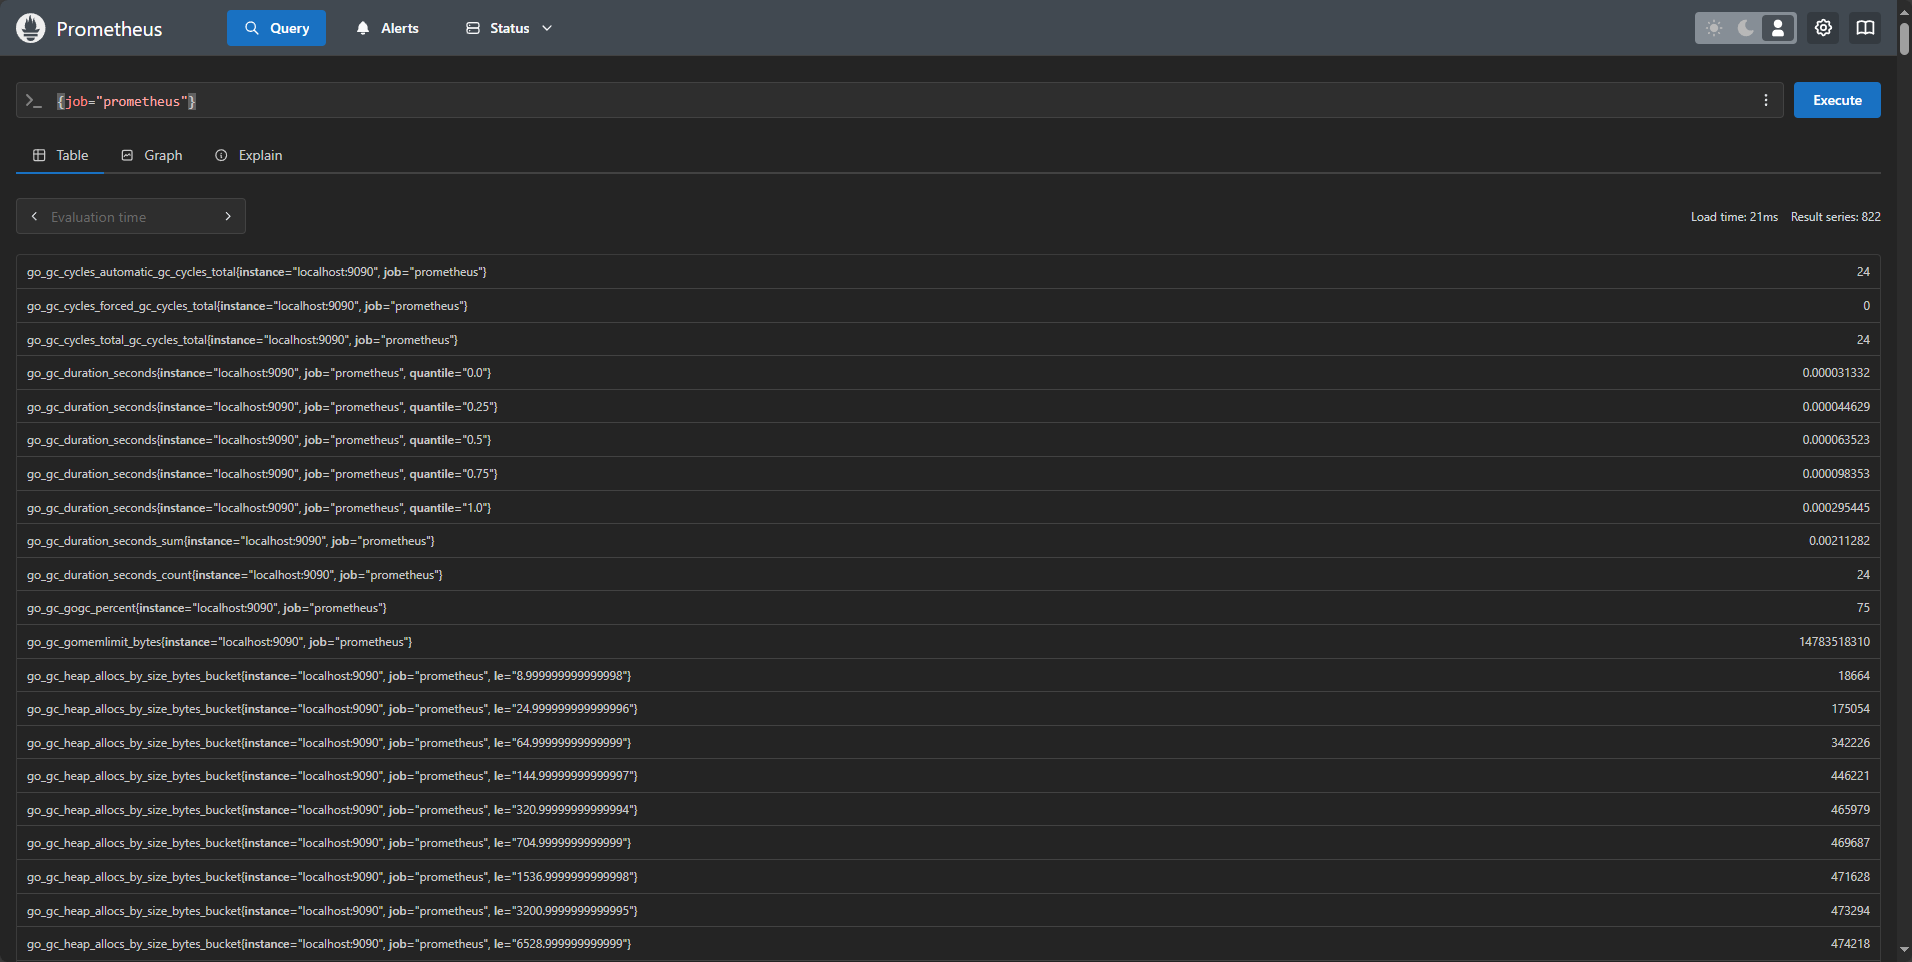 Prometheus Query Alerts Status
>_ {job="prometheus"} Execute
Table Graph Explain
Evaluation time Load time: 21ms Result series: 822
go_gc_cycles_automatic_gc_cycles_total{instance="localhost:9090", job="prometheus"} 24
go_gc_cycles_forced_gc_cycles_total{instance="localhost:9090", job="prometheus"} 0
go_gc_cycles_total_gc_cycles_total{instance="localhost:9090", job="prometheus"} 24
go_gc_duration_seconds{instance="localhost:9090", job="prometheus", quantile="0.0"} 0.000031332
go_gc_duration_seconds{instance="localhost:9090", job="prometheus", quantile="0.25"} 0.000044629
go_gc_duration_seconds{instance="localhost:9090", job="prometheus", quantile="0.5"} 0.000063523
go_gc_duration_seconds{instance="localhost:9090", job="prometheus", quantile="0.75"} 0.000098353
go_gc_duration_seconds{instance="localhost:9090", job="prometheus", quantile="1.0"} 0.000295445
go_gc_duration_seconds_sum{instance="localhost:9090", job="prometheus"} 0.00211282
go_gc_duration_seconds_count{instance="localhost:9090", job="prometheus"} 24
go_gc_gogc_percent{instance="localhost:9090", job="prometheus"} 75
go_gc_gomemlimit_bytes{instance="localhost:9090", job="prometheus"} 14783518310
go_gc_heap_allocs_by_size_bytes_bucket{instance="localhost:9090", job="prometheus", le="8.999999999999998"} 18664
go_gc_heap_allocs_by_size_bytes_bucket{instance="localhost:9090", job="prometheus", le="24.999999999999996"} 175054
go_gc_heap_allocs_by_size_bytes_bucket{instance="localhost:9090", job="prometheus", le="64.99999999999999"} 342226
go_gc_heap_allocs_by_size_bytes_bucket{instance="localhost:9090", job="prometheus", le="144.99999999999997"} 446221
go_gc_heap_allocs_by_size_bytes_bucket{instance="localhost:9090", job="prometheus", le="320.99999999999994"} 465979
go_gc_heap_allocs_by_size_bytes_bucket{instance="localhost:9090", job="prometheus", le="704.9999999999999"} 469687
go_gc_heap_allocs_by_size_bytes_bucket{instance="localhost:9090", job="prometheus", le="1536.9999999999998"} 471628
go_gc_heap_allocs_by_size_bytes_bucket{instance="localhost:9090", job="prometheus", le="3200.9999999999995"} 473294
go_gc_heap_allocs_by_size_bytes_bucket{instance="localhost:9090", job="prometheus", le="6528.999999999999"} 474218